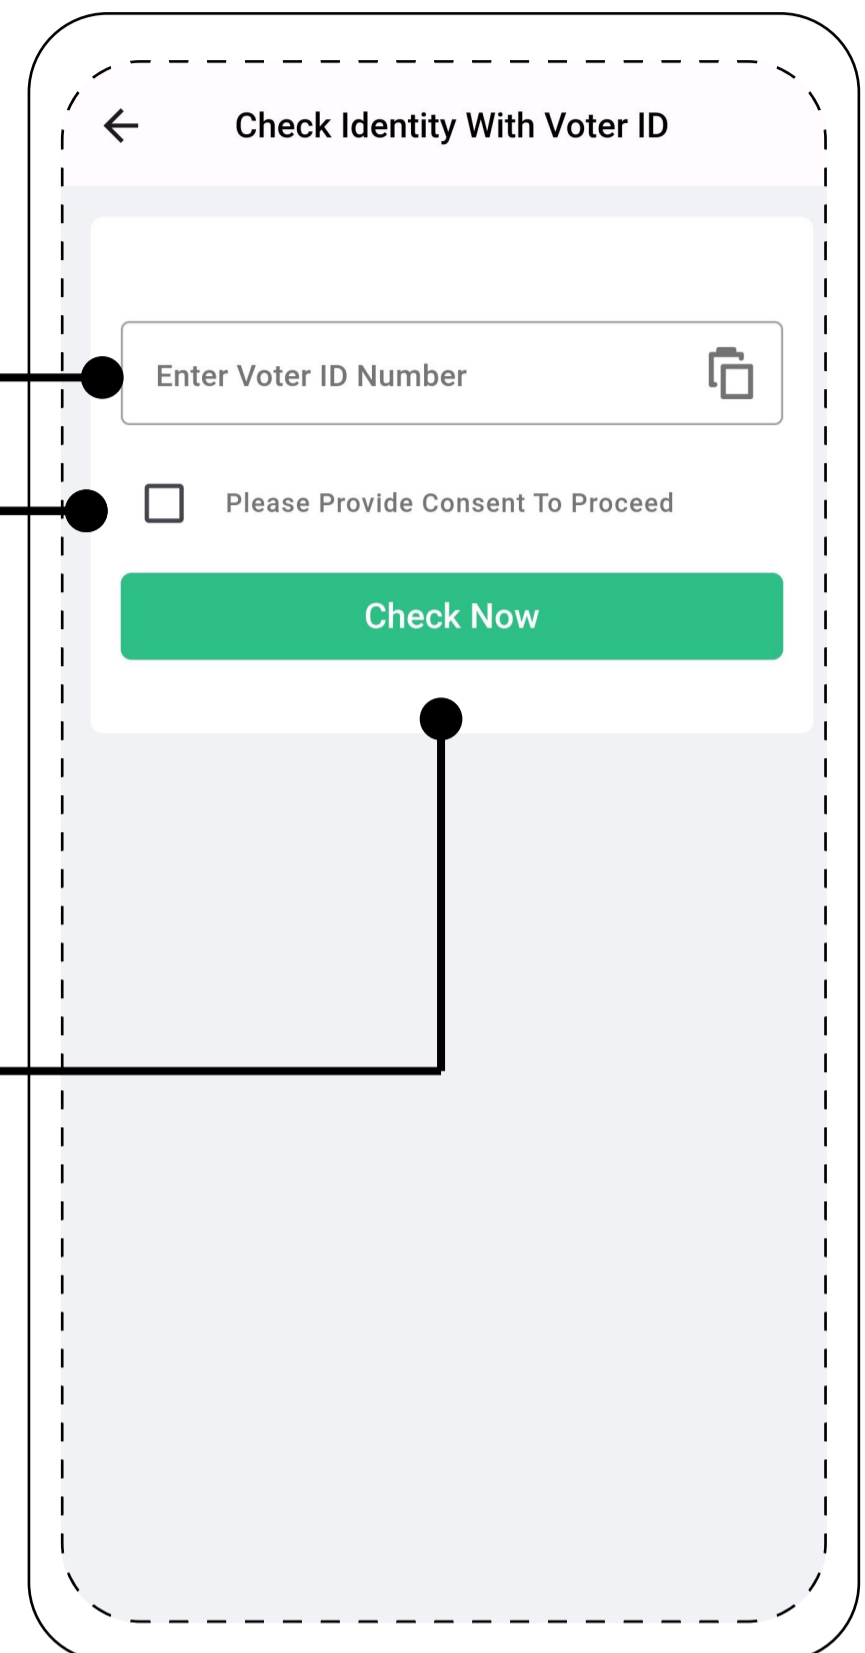 Check Identity With Voter ID
Enter Voter ID Number
Please Provide Consent To Proceed
Check Now